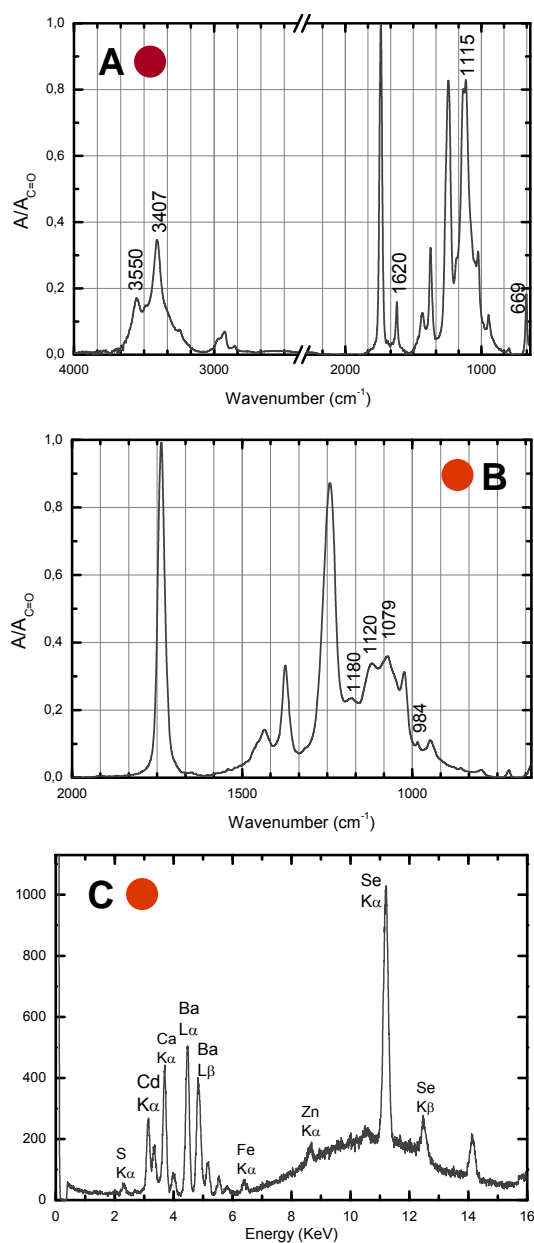 1,0
A
1115
0,8
A/A_{C=O}
0,6
0,4
3407
3550
0,2
1620
669
0,0
4000 3000 2000 1000
Wavenumber (cm⁻¹)
1,0
B
0,8
A/A_{C=O}
0,6
0,4
1180
1120
1079
984
0,2
0,0
2000 1500 1000
Wavenumber (cm⁻¹)
C
1000
Se
Kα
800
600
Ba
Lα
Ca
Kα
Ba
Lβ
400
Cd
Kα
Se
Kβ
Zn
Kα
200
S
Kα
Fe
Kα
0
0 2 4 6 8 10 12 14 16
Energy (KeV)